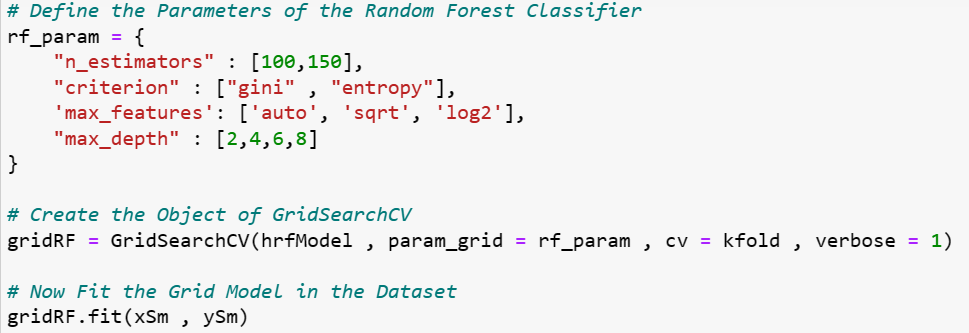 # Define the Parameters of the Random Forest Classifier
rf_param = {
    "n_estimators" : [100,150],
    "criterion" : ["gini" , "entropy"],
    'max_features': ['auto', 'sqrt', 'log2'],
    "max_depth" : [2,4,6,8]
}
# Create the Object of GridSearchCV
gridRF = GridSearchCV(hrfModel , param_grid = rf_param , cv = kfold , verbose = 1)
# Now Fit the Grid Model in the Dataset
gridRF.fit(xSm , ySm)